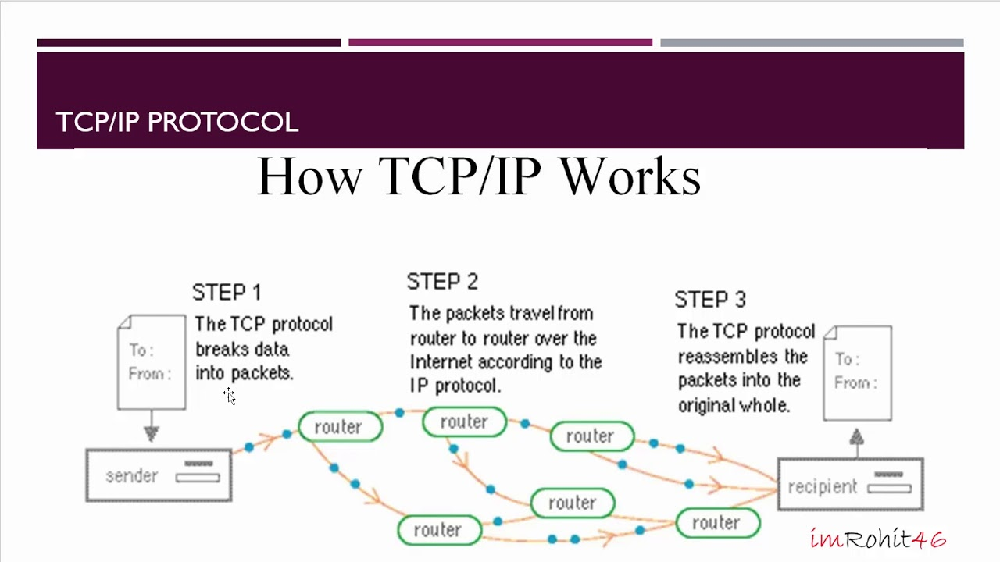 TCP/IP PROTOCOL
How TCP/IP Works
STEP 1
The TCP protocol
breaks data
into packets.
STEP 2
The packets travel from
router to router over the
Internet according to the
IP protocol.
STEP 3
The TCP protocol
reassembles the
packets into the
original whole.
To :
From :
To :
From :
router
router
router
sender
recipient
router
router
router
imRohit46